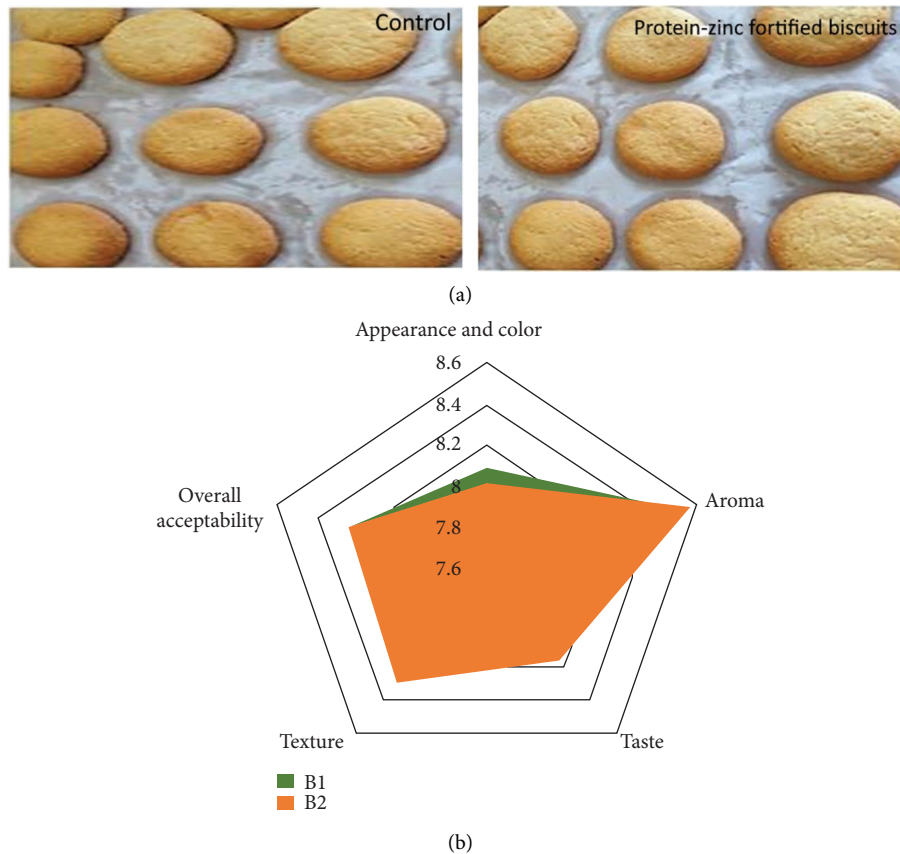 Control
Protein-zinc fortified biscuits
(a)
Appearance and color
8.6
8.4
8.2
8
7.8
7.6
Aroma
Taste
Texture
Overall
acceptability
B1
B2
(b)